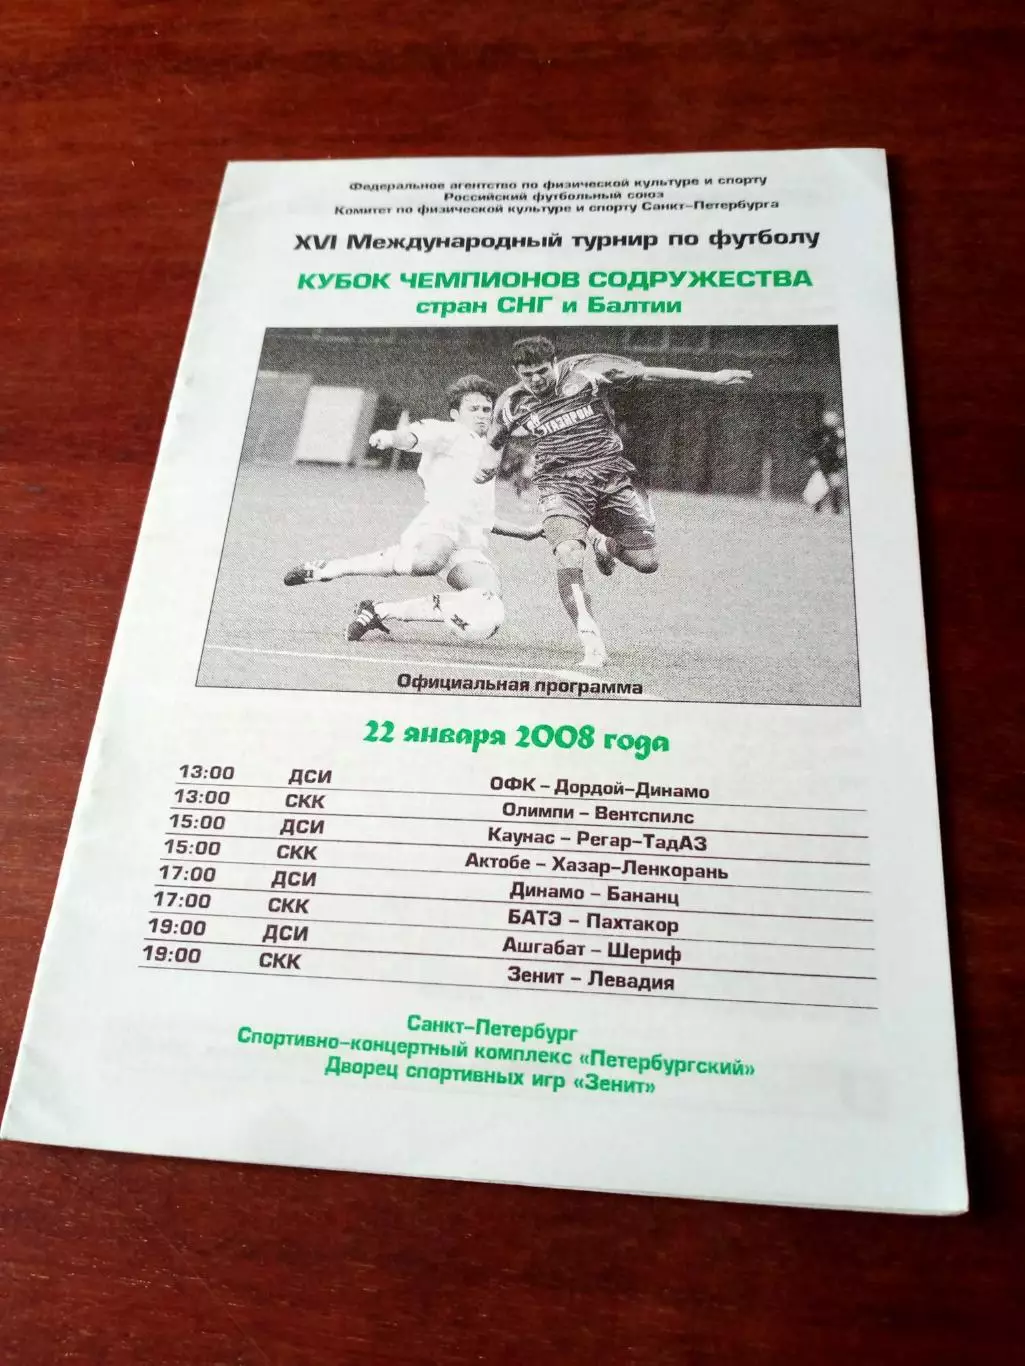 Федеральное агентство по физической культуре и спорту
Российский футбольный союз
Комитет по физической культуре и спорту Санкт-Петербурга
XVI Международный турнир по футболу
КУБОК ЧЕМПИОНОВ СОДРУЖЕСТВА
стран СНГ и Балтии
ГАЗПРОМ
Официальная программа
22 января 2008 года
13:00 ДСИ ОФК – Дордой-Динамо
13:00 СКК Олимпи – Вентспилс
15:00 ДСИ Каунас – Регар-ТадАЗ
15:00 СКК Актобе – Хазар-Ленкорань
17:00 ДСИ Динамо – Бананц
17:00 СКК БАТЭ – Пахтакор
19:00 ДСИ Ашгабат – Шериф
19:00 СКК Зенит – Левадия
Санкт-Петербург
Спортивно-концертный комплекс «Петербургский»
Дворец спортивных игр «Зенит»